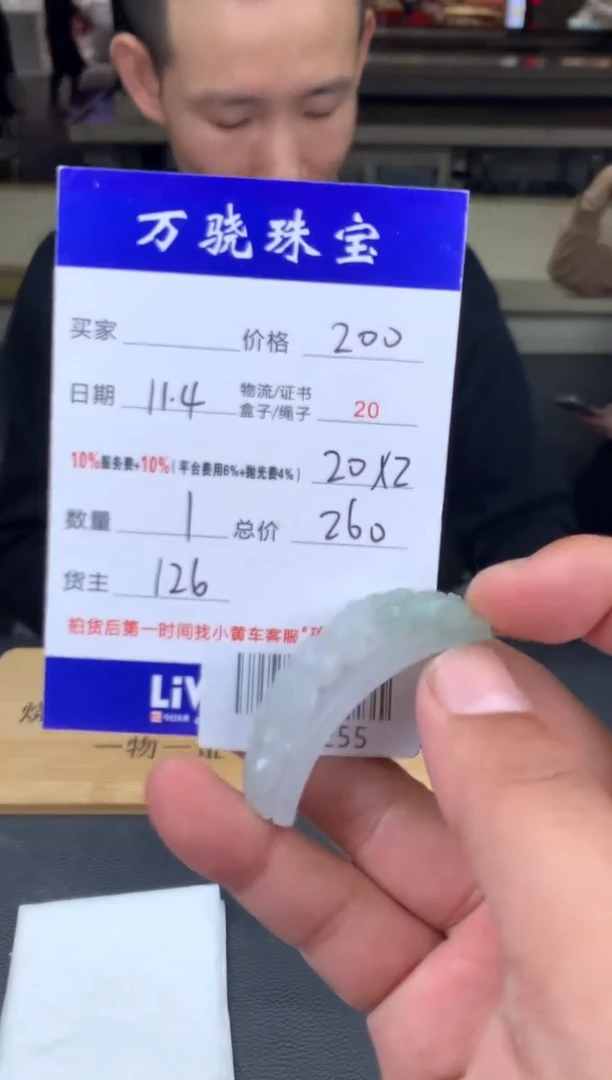 万骁珠宝
买家 价格 200
日期 11.4 物流/证书 盒子/绳子 20
10%服务费+10%(平台费用6%+抛光费4%) 20X2
数量 1 总价 260
货主 126
拍货后第一时间找小黄车客服"
LiV
一物一
55